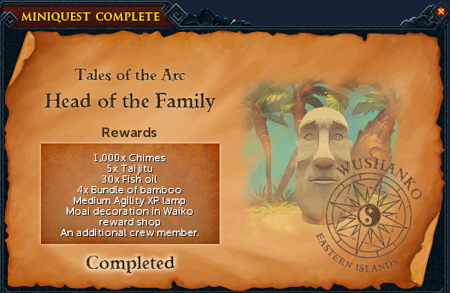 MINIQUEST COMPLETE
Tales of the Arc
Head of the Family
Rewards
1,000x Chimes
5x Taijitu
30x Fish oil
4x Bundle of bamboo
Medium Agility XP lamp
Moai decoration in Waiko
reward shop
An additional crew member.
WUSHANKO
EASTERN ISLANDS
Completed